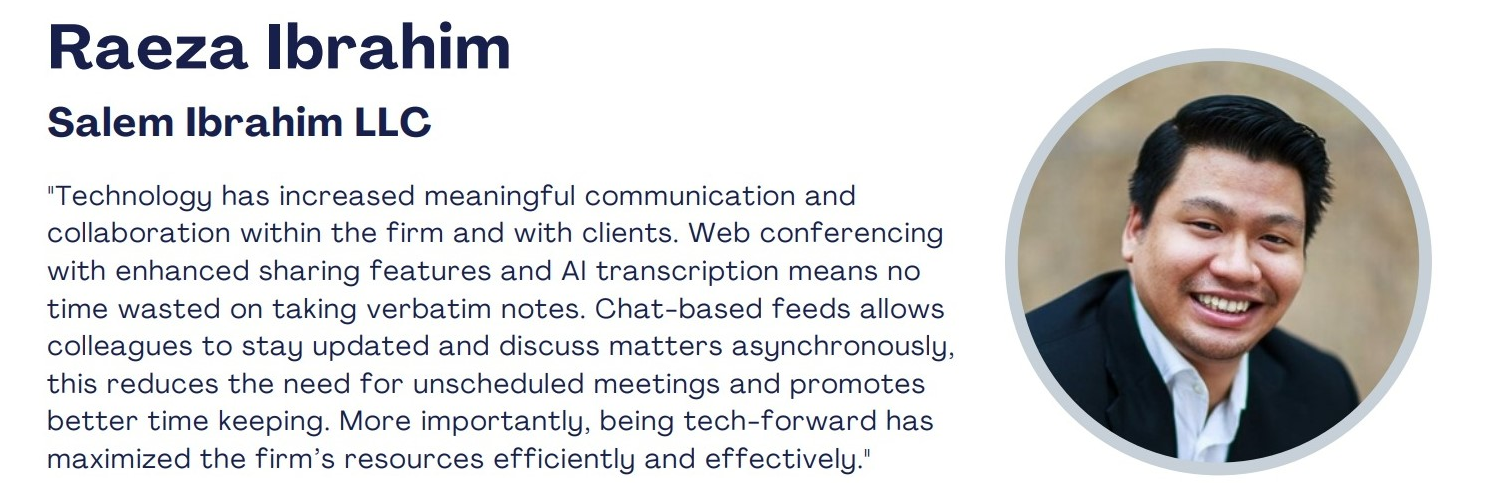 Raeza Ibrahim
Salem Ibrahim LLC
"Technology has increased meaningful communication and
collaboration within the firm and with clients. Web conferencing
with enhanced sharing features and AI transcription means no
time wasted on taking verbatim notes. Chat-based feeds allows
colleagues to stay updated and discuss matters asynchronously,
this reduces the need for unscheduled meetings and promotes
better time keeping. More importantly, being tech-forward has
maximized the firm’s resources efficiently and effectively."